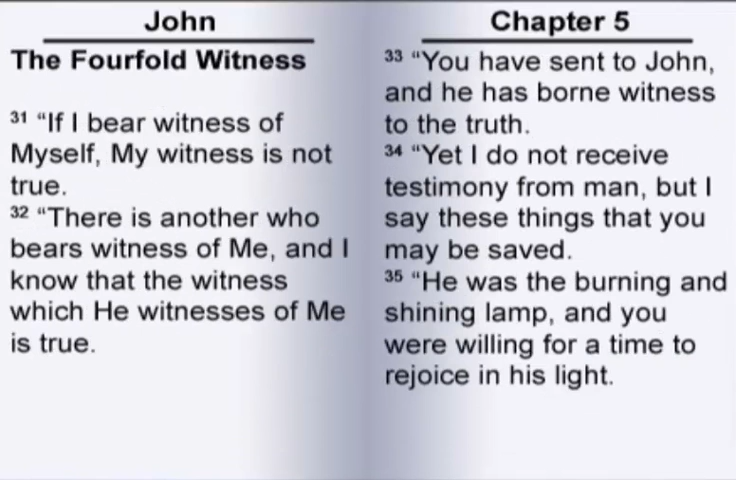 John
The Fourfold Witness
31 “If I bear witness of
Myself, My witness is not
true.
32 “There is another who
bears witness of Me, and I
know that the witness
which He witnesses of Me
is true.
Chapter 5
33 “You have sent to John,
and he has borne witness
to the truth.
34 “Yet I do not receive
testimony from man, but I
say these things that you
may be saved.
35 “He was the burning and
shining lamp, and you
were willing for a time to
rejoice in his light.